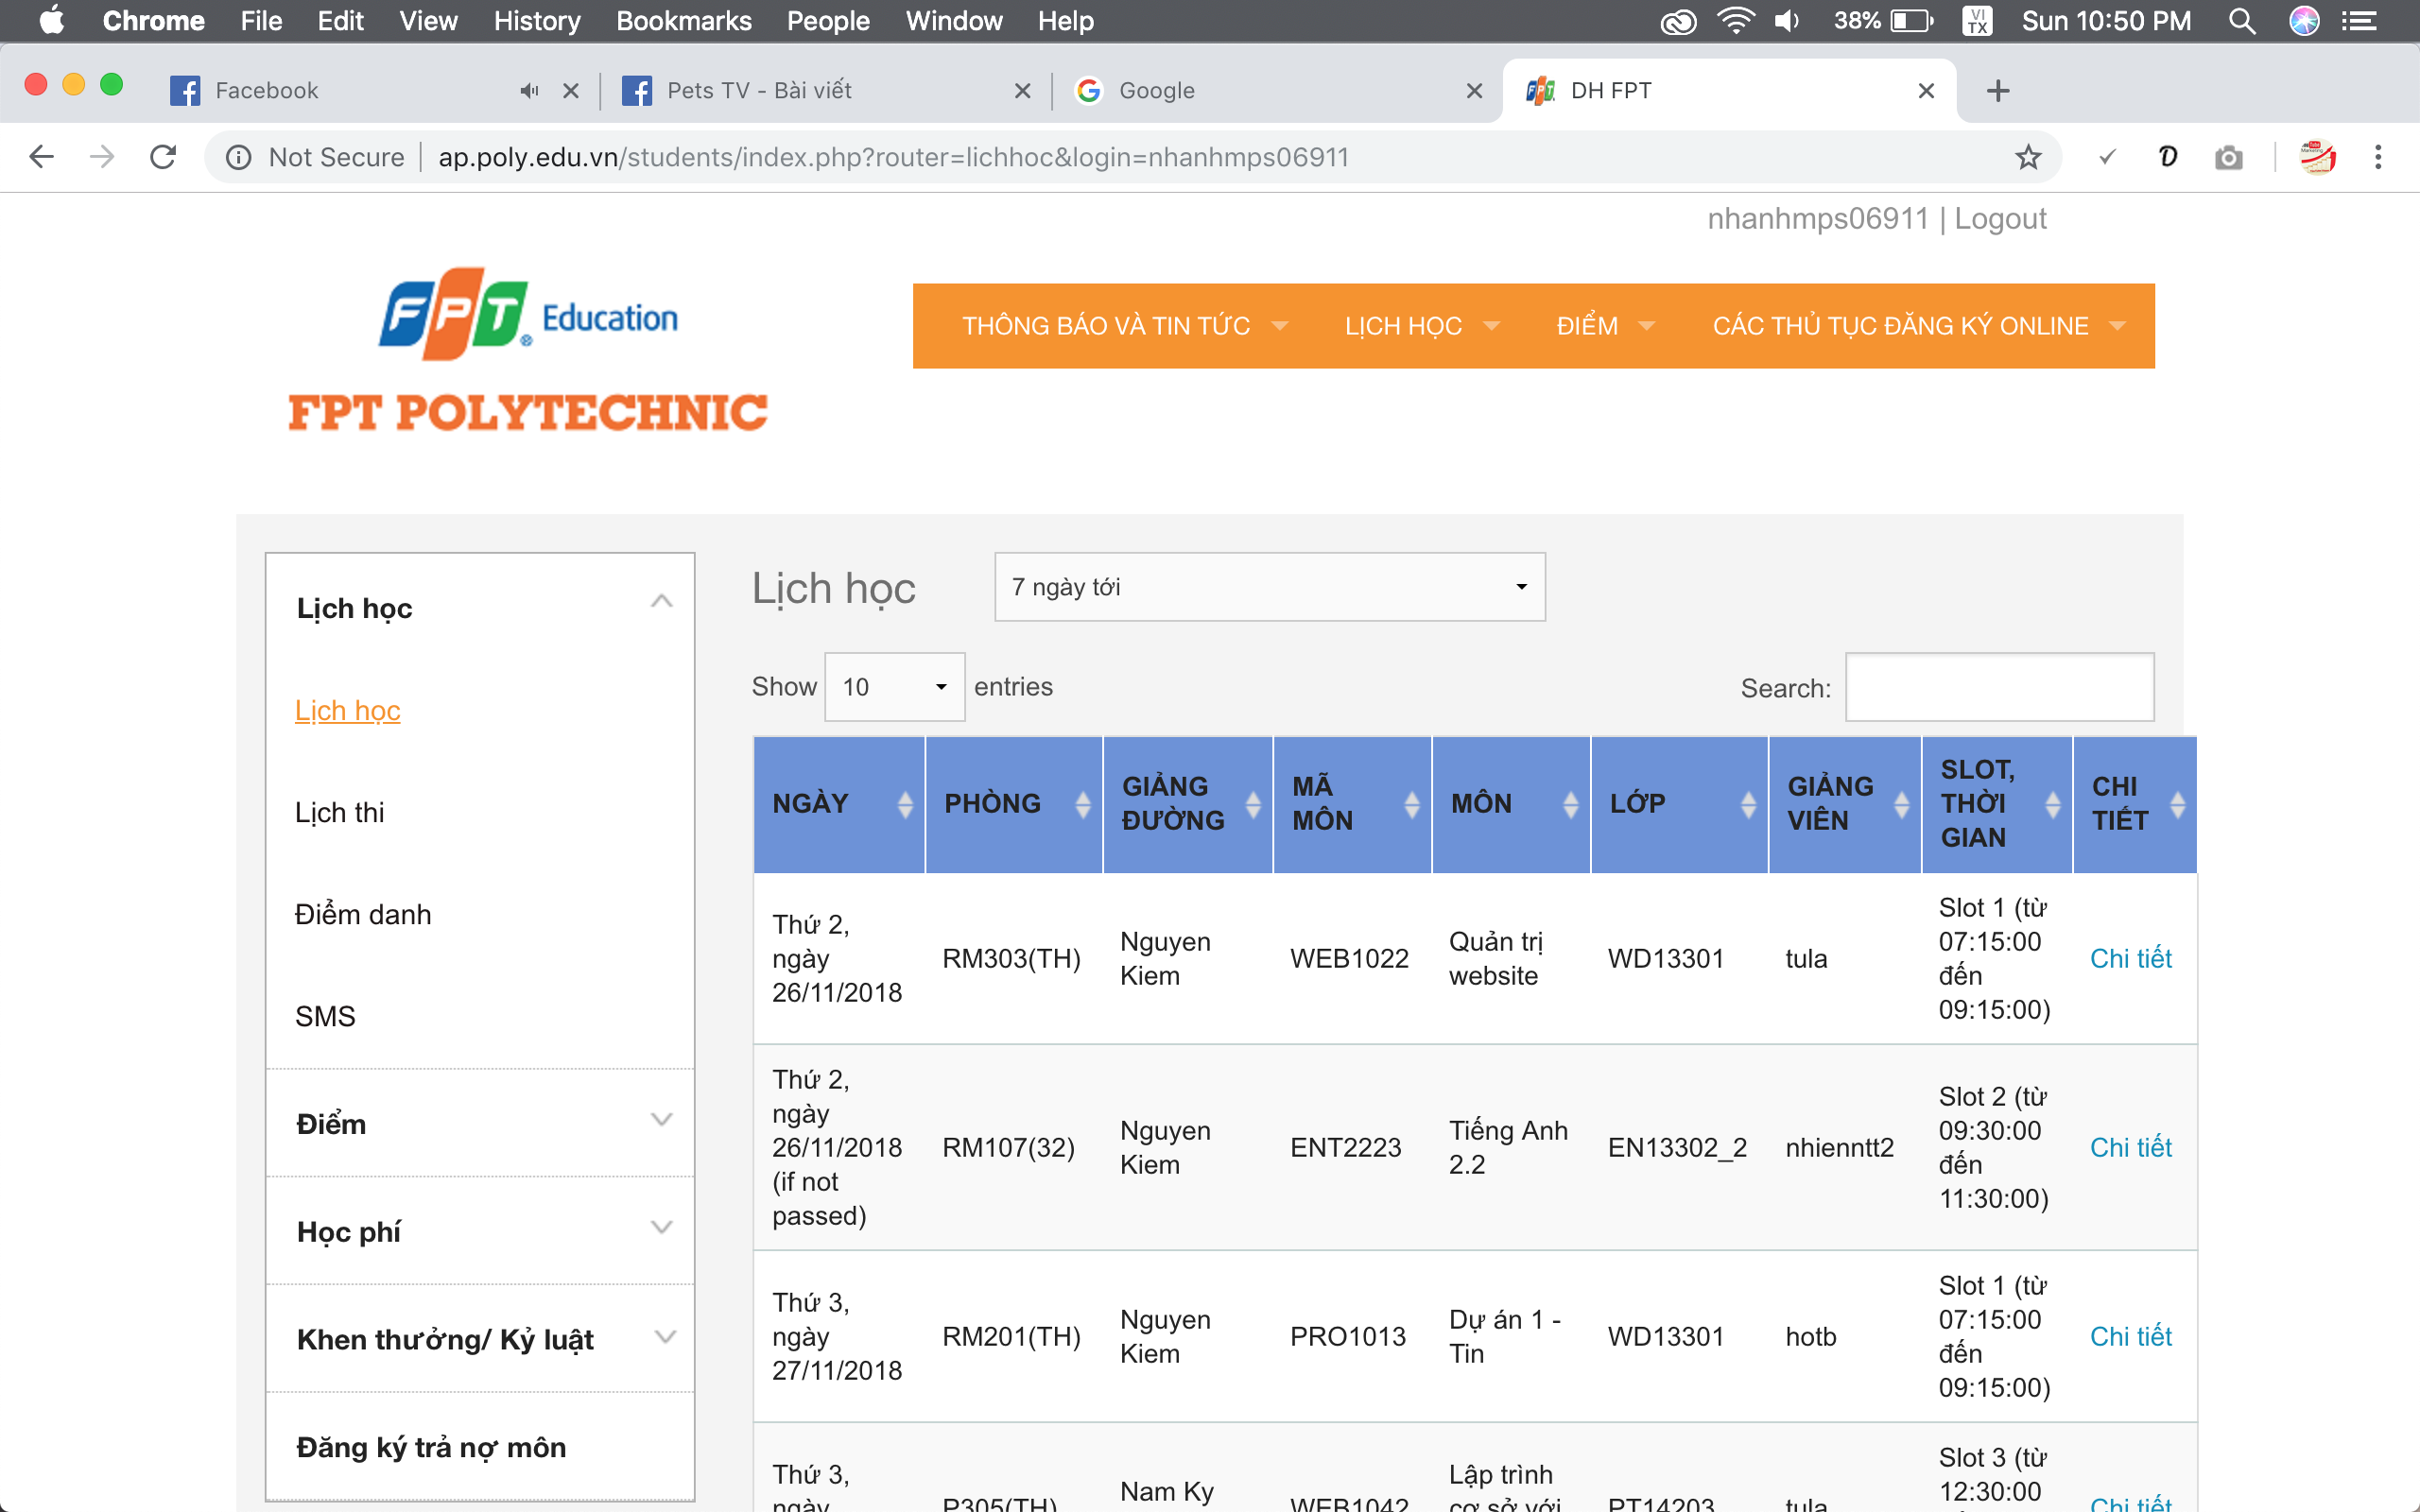 Chrome File Edit View History Bookmarks People Window Help 38% VI TX Sun 10:50 PM
Facebook Pets TV - Bài viết Google DH FPT
Not Secure ap.poly.edu.vn/students/index.php?router=lichhoc&login=nhanhmps06911
nhanhmps06911 | Logout
FPT Education
FPT POLYTECHNIC
THÔNG BÁO VÀ TIN TỨC LỊCH HỌC ĐIỂM CÁC THỦ TỤC ĐĂNG KÝ ONLINE
Lịch học
Lịch học
Lịch thi
Điểm danh
SMS
Điểm
Học phí
Khen thưởng/ Kỷ luật
Đăng ký trả nợ môn
Lịch học 7 ngày tới
Show 10 entries Search:
NGÀY PHÒNG GIẢNG ĐƯỜNG MÃ MÔN MÔN LỚP GIẢNG VIÊN SLOT, THỜI GIAN CHI TIẾT
Thứ 2, ngày 26/11/2018 RM303(TH) Nguyen Kiem WEB1022 Quản trị website WD13301 tula Slot 1 (từ 07:15:00 đến 09:15:00) Chi tiết
Thứ 2, ngày 26/11/2018 (if not passed) RM107(32) Nguyen Kiem ENT2223 Tiếng Anh 2.2 EN13302_2 nhienntt2 Slot 2 (từ 09:30:00 đến 11:30:00) Chi tiết
Thứ 3, ngày 27/11/2018 RM201(TH) Nguyen Kiem PRO1013 Dự án 1 - Tin WD13301 hotb Slot 1 (từ 07:15:00 đến 09:15:00) Chi tiết
Thứ 3, ngày P305(TH) Nam Ky WEB1042 Lập trình cơ sở với PT14203 tula Slot 3 (từ 12:30:00 Chi tiết